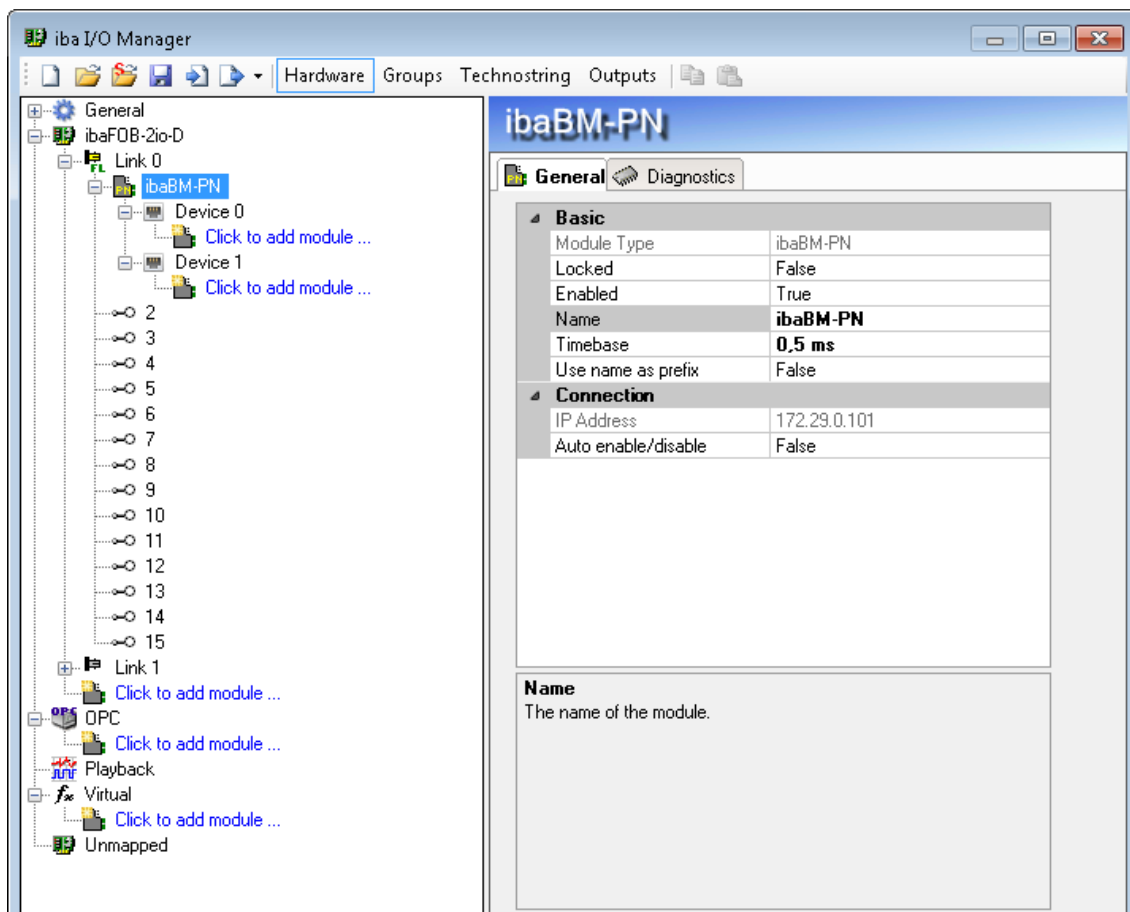 iba I/O Manager
Hardware Groups Technostring Outputs
General
ibaFOB-2io-D
Link 0
FL
ibaBM-PN
Device 0
Click to add module ...
Device 1
Click to add module ...
2
3
4
5
6
7
8
9
10
11
12
13
14
15
Link 1
Click to add module ...
OPC OPC
Click to add module ...
Playback
fx Virtual
Click to add module ...
Unmapped
ibaBM-PN
General Diagnostics
Basic
Module Type ibaBM-PN
Locked False
Enabled True
Name ibaBM-PN
Timebase 0,5 ms
Use name as prefix False
Connection
IP Address 172.29.0.101
Auto enable/disable False
Name
The name of the module.